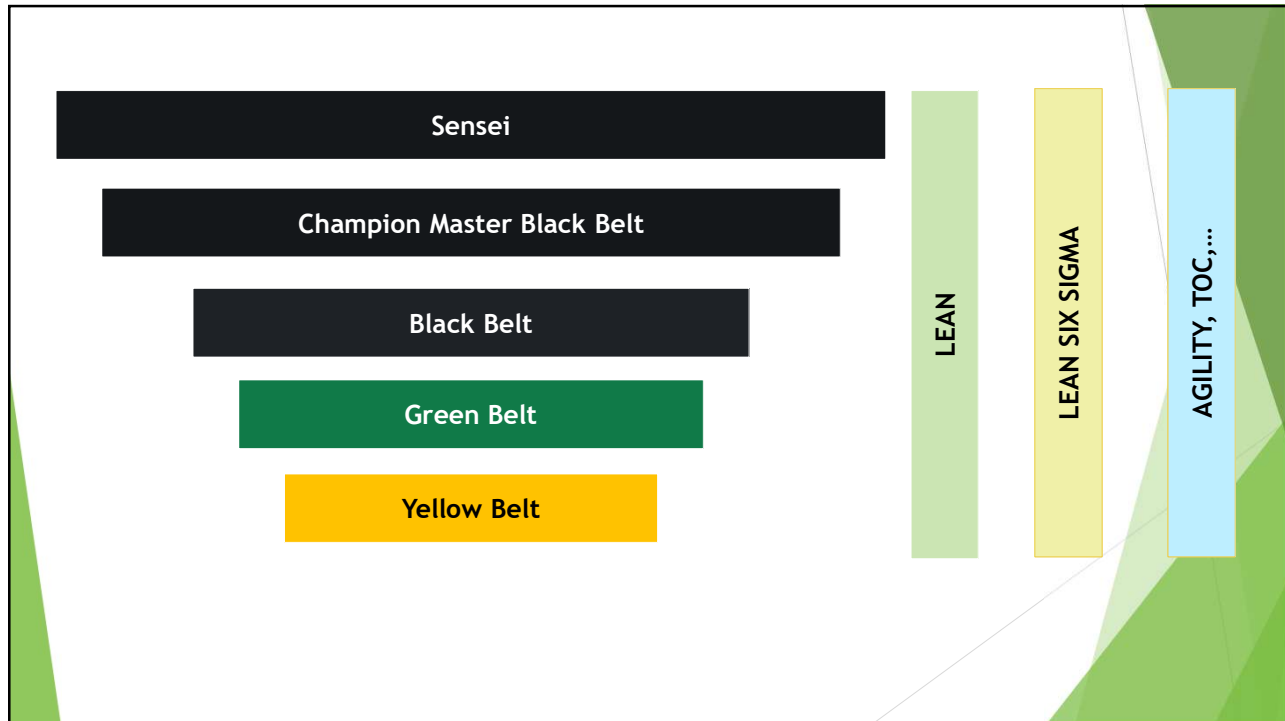 Sensei
Champion Master Black Belt
Black Belt
Green Belt
Yellow Belt
LEAN
LEAN SIX SIGMA
AGILITY, TOC,…